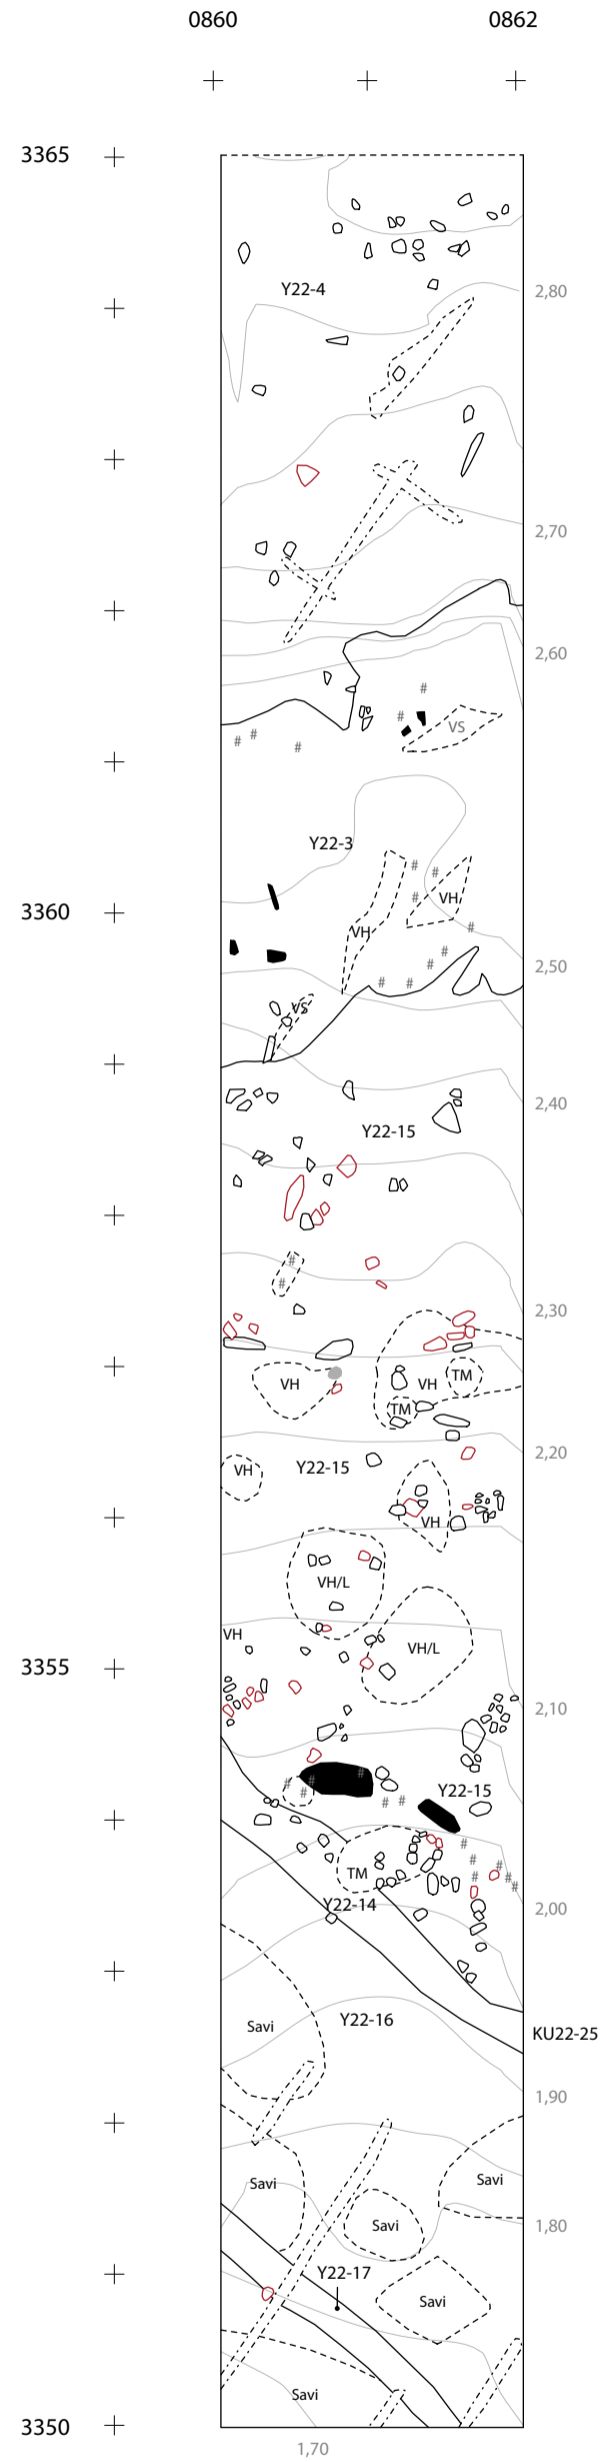 0860 0862
3365
Y22-4
2,80
2,70
2,60
# # VS
# # #
#
Y22-3
# #
# VH
3360
VH #
# #
2,50
# #
VS
2,40
Y22-15
#
#
2,30
VH VH TM
TM
2,20
VH Y22-15
VH
VH/L
VH VH/L
3355
2,10
# # #
# # #
Y22-15
#
#
TM # # #
# #
Y22-14
2,00
Savi Y22-16
KU22-25
1,90
Savi Savi
Savi
1,80
Y22-17
Savi
Savi
3350
1,70